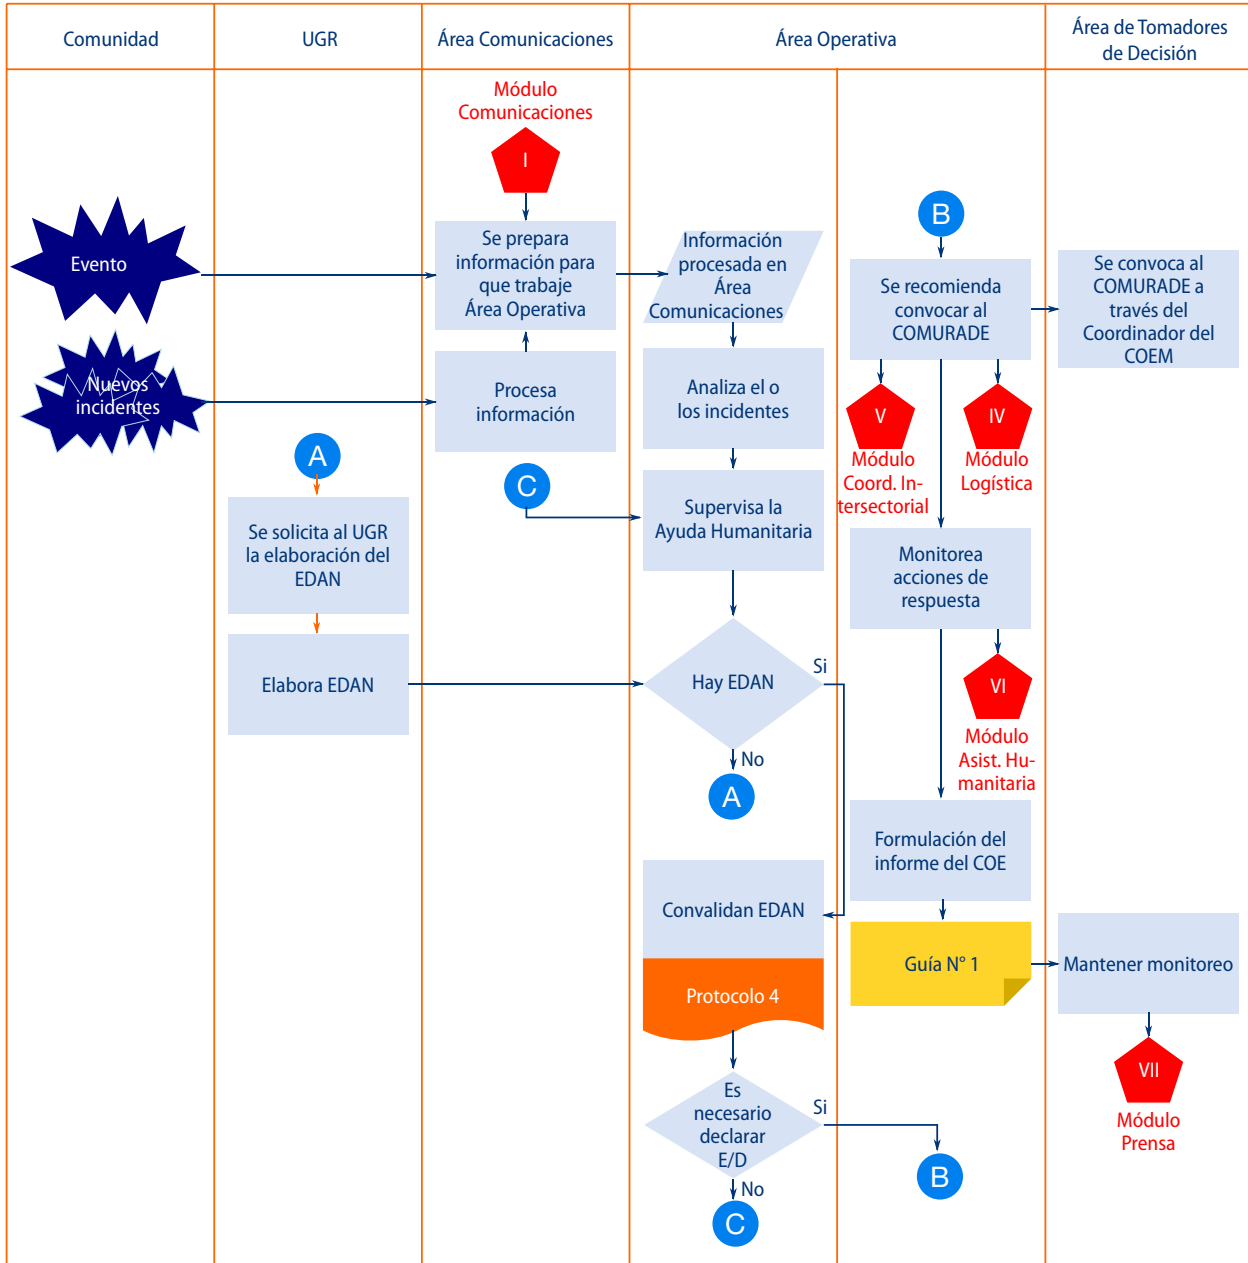 Comunidad
UGR
Área Comunicaciones
Área Operativa
Área de Tomadores
de Decisión
Módulo
Comunicaciones
I
Evento
Se prepara
información para
que trabaje
Área Operativa
Información
procesada en
Área
Comunicaciones
B
Se recomienda
convocar al
COMURADE
Se convoca al
COMURADE a
través del
Coordinador del
COEM
Nuevos
incidentes
Procesa
información
Analiza el o
los incidentes
V
Módulo
Coord. In-
tersectorial
IV
Módulo
Logística
A
C
Se solicita al UGR
la elaboración del
EDAN
Supervisa la
Ayuda Humanitaria
Monitorea
acciones de
respuesta
Elabora EDAN
Hay EDAN
Si
No
A
VI
Módulo
Asist. Hu-
manitaria
Formulación del
informe del COE
Convalidan EDAN
Protocolo 4
Guía N° 1
Mantener monitoreo
VII
Módulo
Prensa
Es
necesario
declarar
E/D
Si
B
No
C